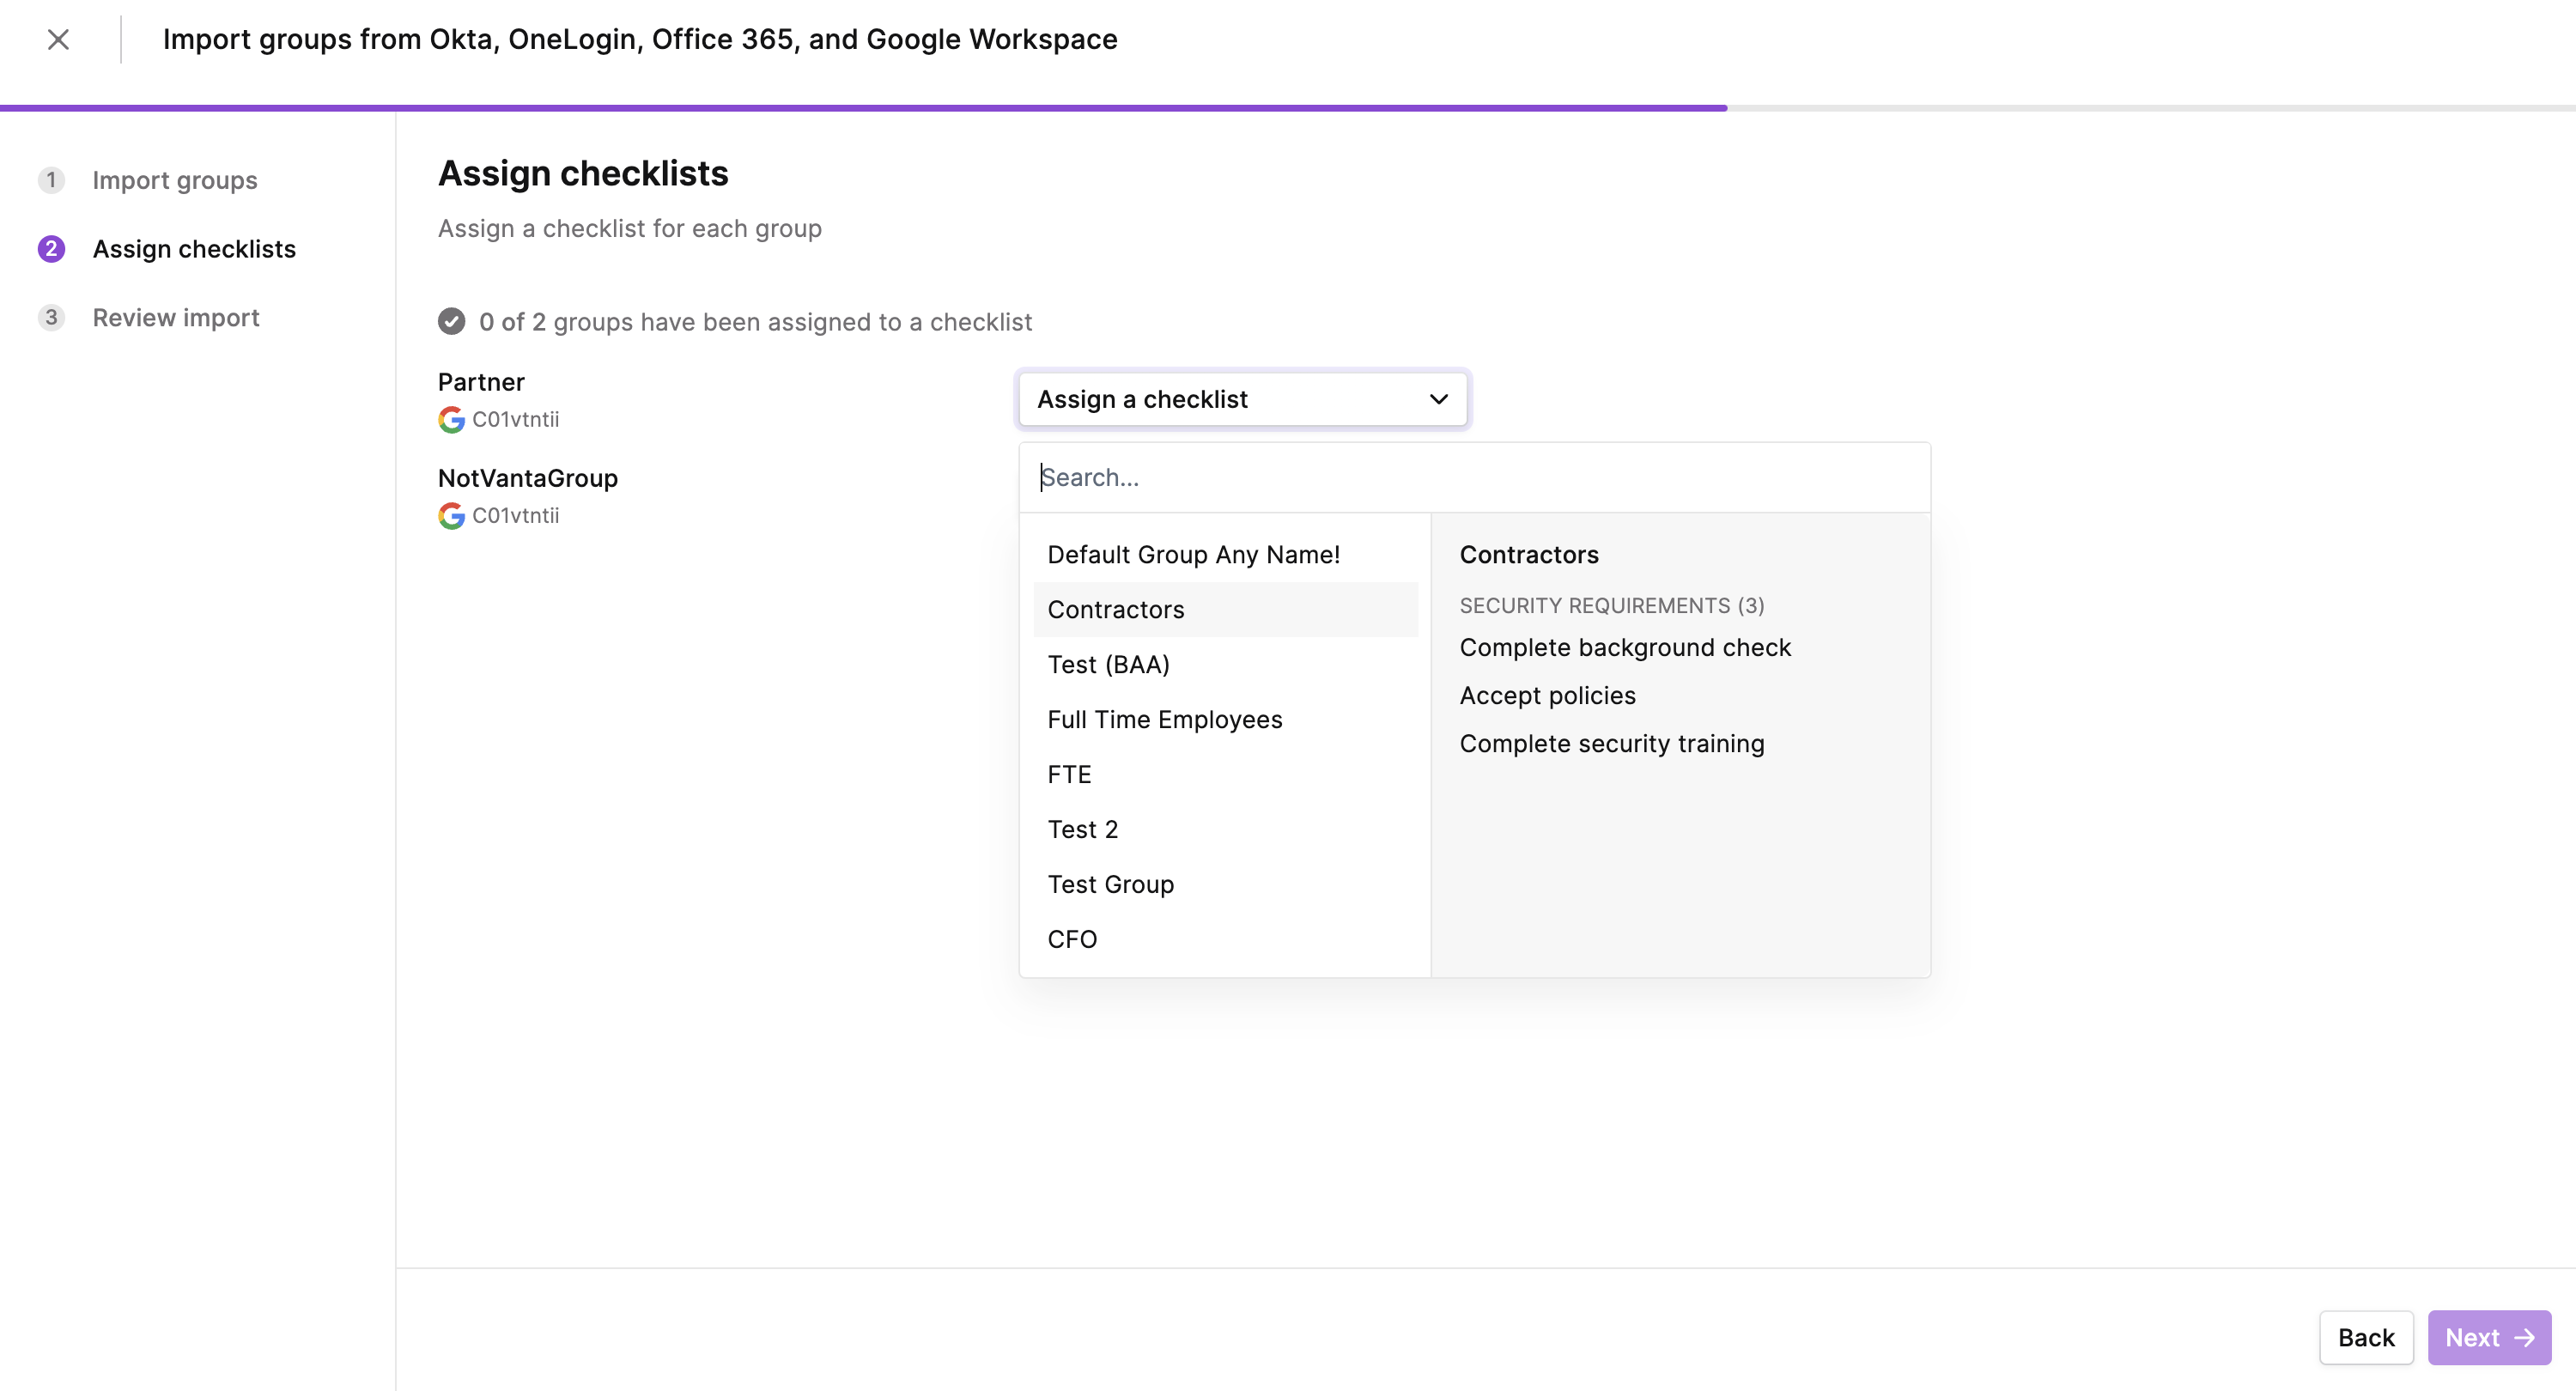 Import groups from Okta, OneLogin, Office 365, and Google Workspace
1 Import groups
2 Assign checklists
3 Review import
Assign checklists
Assign a checklist for each group
0 of 2 groups have been assigned to a checklist
Partner
C01vtntii
NotVantaGroup
C01vtntii
Assign a checklist
Search...
Default Group Any Name!
Contractors
Test (BAA)
Full Time Employees
FTE
Test 2
Test Group
CFO
Contractors
SECURITY REQUIREMENTS (3)
Complete background check
Accept policies
Complete security training
Back
Next